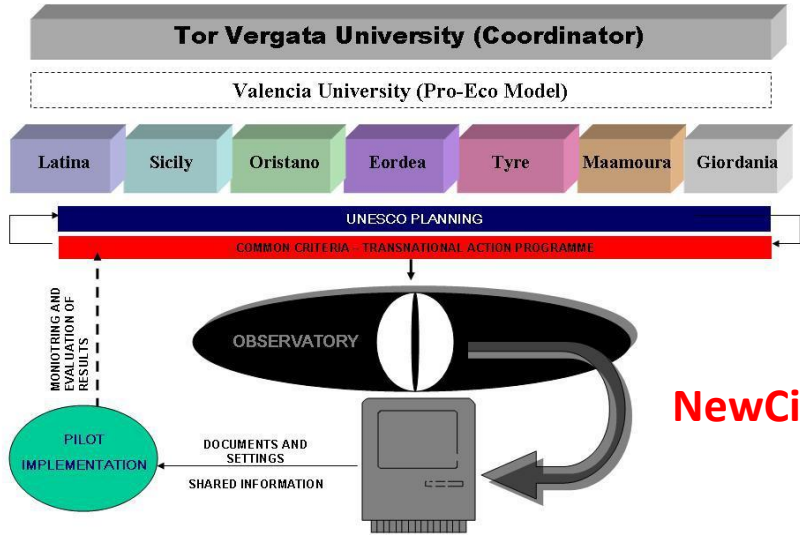 Tor Vergata University (Coordinator)
Valencia University (Pro-Eco Model)
Latina Sicily Oristano Eordea Tyre Maamoura Giordania
UNESCO PLANNING
COMMON CRITERIA – TRANSNATIONAL ACTION PROGRAMME
OBSERVATORY
MONIOTRING AND
EVALUATION OF
RESULTS
NewCi
PILOT
IMPLEMENTATION
DOCUMENTS AND
SETTINGS
SHARED INFORMATION